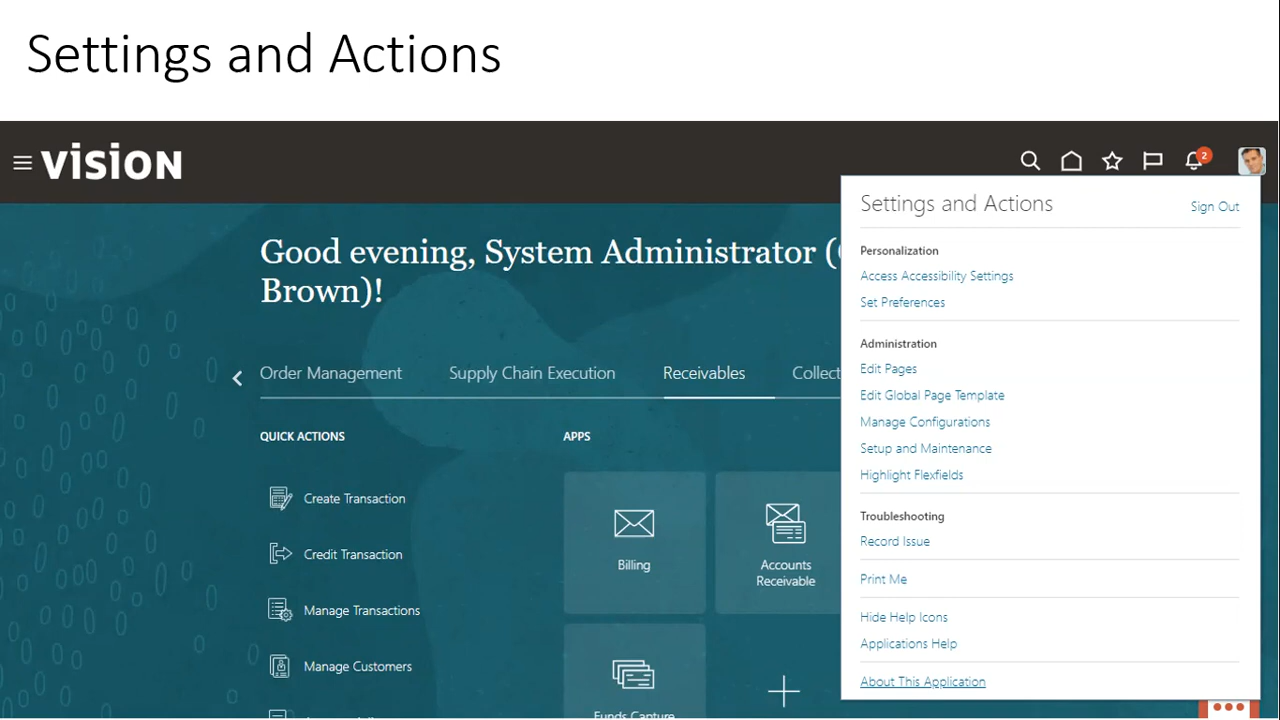 Settings and Actions
VISION
2
Settings and Actions
Sign Out
Good evening, System Administrator (
Brown)!
Personalization
Access Accessibility Settings
Set Preferences
Administration
Edit Pages
Edit Global Page Template
Manage Configurations
Setup and Maintenance
Highlight Flexfields
Troubleshooting
Record Issue
Print Me
Hide Help Icons
Applications Help
About This Application
Order Management
Supply Chain Execution
Receivables
Collect
QUICK ACTIONS
Create Transaction
Credit Transaction
Manage Transactions
Manage Customers
APPS
Billing
Accounts
Receivable
Funds Capture